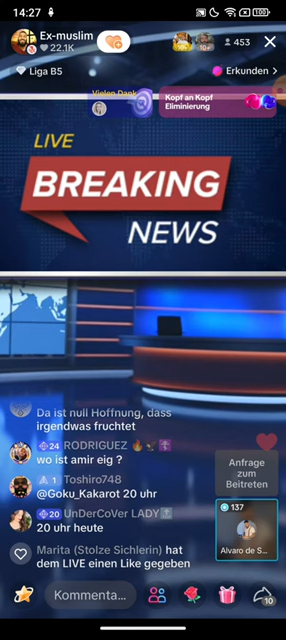 14:27
100
Ex-muslim
22.1K
10+
453
Liga B5
Erkunden >
Vielen Dank
Kopf an Kopf
Eliminierung
LIVE
BREAKING
NEWS
Da ist null Hoffnung, dass
irgendwas fruchtet
24 RODRIGUEZ
wo ist amir eig ?
1 Toshiro748
@Goku_Kakarot 20 uhr
20 UnDerCoVer LADY
20 uhr heute
Marita (Stolze Sichlerin) hat
dem LIVE einen Like gegeben
Anfrage
zum
Beitreten
137
Alvaro de S...
Kommenta...
10